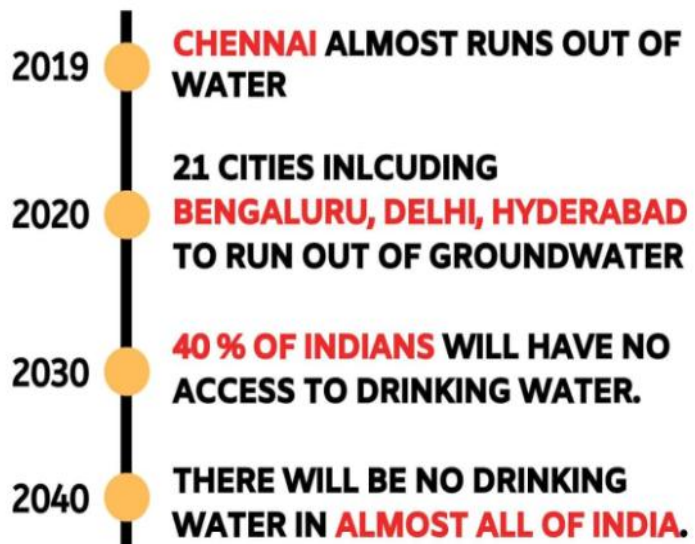 2019
CHENNAI ALMOST RUNS OUT OF
WATER
2020
21 CITIES INLCUDING
BENGALURU, DELHI, HYDERABAD
TO RUN OUT OF GROUNDWATER
2030
40 % OF INDIANS WILL HAVE NO
ACCESS TO DRINKING WATER.
2040
THERE WILL BE NO DRINKING
WATER IN ALMOST ALL OF INDIA.